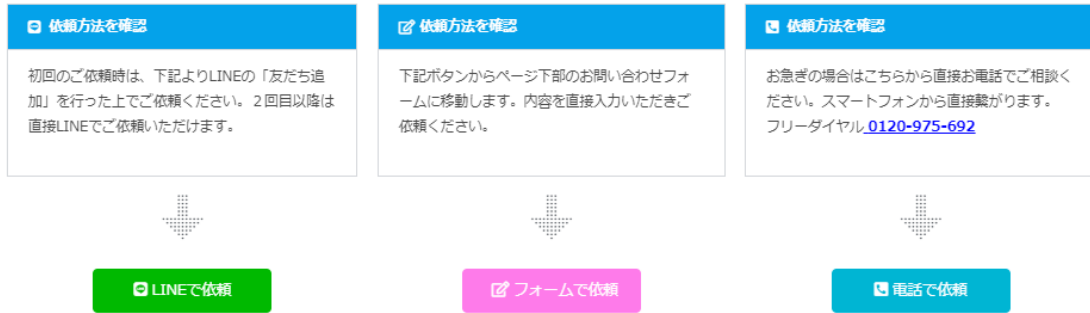 依頼方法を確認
初回のご依頼時は、下記よりLINEの「友だち追
加」を行った上でご依頼ください。２回目以降は
直接LINEでご依頼いただけます。
LINEで依頼
依頼方法を確認
下記ボタンからページ下部のお問い合わせフォ
ームに移動します。内容を直接入力いただきご
依頼ください。
フォームで依頼
依頼方法を確認
お急ぎの場合はこちらから直接お電話でご相談く
ださい。スマートフォンから直接繋がります。
フリーダイヤル 0120-975-692
電話で依頼